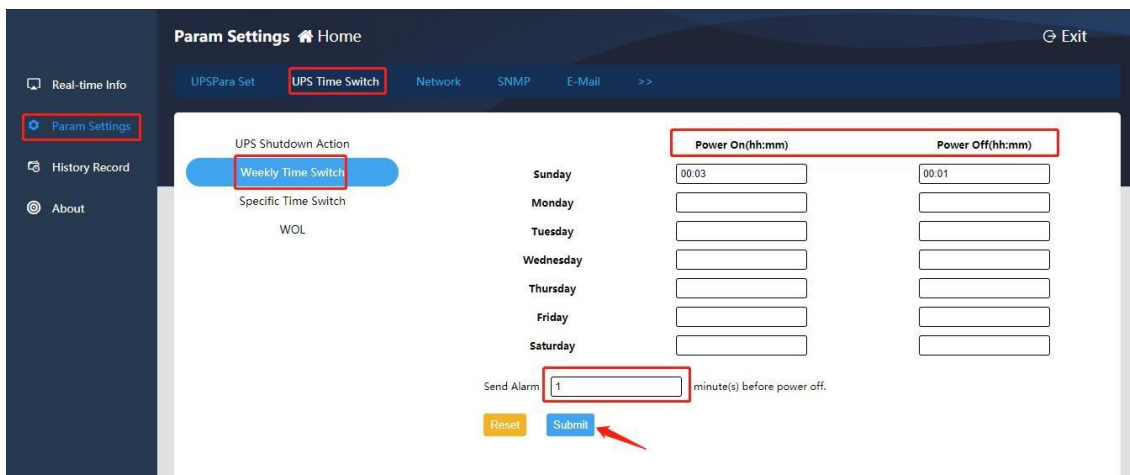 Param Settings Home
Exit
Real-time Info
Param Settings
History Record
About
UPSPara Set UPS Time Switch Network SNMP E-Mail >>
UPS Shutdown Action
Weekly Time Switch
Specific Time Switch
WOL
Power On(hh:mm) Power Off(hh:mm)
Sunday 00:03 00:01
Monday
Tuesday
Wednesday
Thursday
Friday
Saturday
Send Alarm 1 minute(s) before power off.
Reset Submit